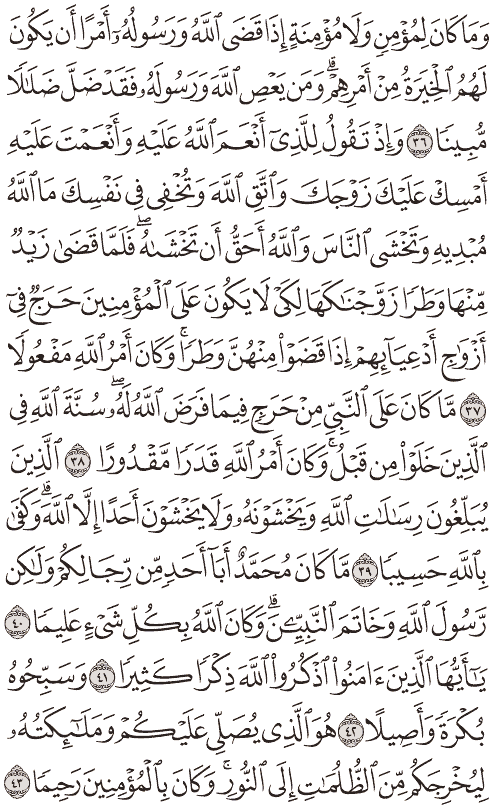 وَمَا كَانَ لِمُؤْمِنٍ وَلَا مُؤْمِنَةٍ إِذَا قَضَى ٱللَّهُ وَرَسُولُهُۥٓ أَمْرًا أَن يَكُونَ
لَهُمُ ٱلْخِيَرَةُ مِنْ أَمْرِهِمْۗ وَمَن يَعْصِ ٱللَّهَ وَرَسُولَهُۥ فَقَدْ ضَلَّ ضَلَٰلًا
مُّبِينًا ٣٦ وَإِذْ تَقُولُ لِلَّذِىٓ أَنْعَمَ ٱللَّهُ عَلَيْهِ وَأَنْعَمْتَ عَلَيْهِ
أَمْسِكْ عَلَيْكَ زَوْجَكَ وَٱتَّقِ ٱللَّهَ وَتُخْفِى فِى نَفْسِكَ مَا ٱللَّهُ
مُبْدِيهِ وَتَخْشَى ٱلنَّاسَ وَٱللَّهُ أَحَقُّ أَن تَخْشَىٰهُۖ فَلَمَّا قَضَىٰ زَيْدٌ
مِّنْهَا وَطَرًا زَوَّجْنَٰكَهَا لِكَىْ لَا يَكُونَ عَلَى ٱلْمُؤْمِنِينَ حَرَجٌ فِىٓ
أَزْوَٰجِ أَدْعِيَآئِهِمْ إِذَا قَضَوْا۟ مِنْهُنَّ وَطَرًاۚ وَكَانَ أَمْرُ ٱللَّهِ مَفْعُولًا
٣٧ مَّا كَانَ عَلَى ٱلنَّبِىِّ مِنْ حَرَجٍ فِيمَا فَرَضَ ٱللَّهُ لَهُۥۖ سُنَّةَ ٱللَّهِ فِى
ٱلَّذِينَ خَلَوْا۟ مِن قَبْلُۚ وَكَانَ أَمْرُ ٱللَّهِ قَدَرًا مَّقْدُورًا ٣٨ ٱلَّذِينَ
يُبَلِّغُونَ رِسَٰلَٰتِ ٱللَّهِ وَيَخْشَوْنَهُۥ وَلَا يَخْشَوْنَ أَحَدًا إِلَّا ٱللَّهَۗ وَكَفَىٰ
بِٱللَّهِ حَسِيبًا ٣٩ مَّا كَانَ مُحَمَّدٌ أَبَآ أَحَدٍ مِّن رِّجَالِكُمْ وَلَٰكِن
رَّسُولَ ٱللَّهِ وَخَاتَمَ ٱلنَّبِيِّـۧنَۗ وَكَانَ ٱللَّهُ بِكُلِّ شَىْءٍ عَلِيمًا ٤٠
يَٰٓأَيُّهَا ٱلَّذِينَ ءَامَنُوا۟ ٱذْكُرُوا۟ ٱللَّهَ ذِكْرًا كَثِيرًا ٤١ وَسَبِّحُوهُ
بُكْرَةً وَأَصِيلًا ٤٢ هُوَ ٱلَّذِى يُصَلِّى عَلَيْكُمْ وَمَلَٰٓئِكَتُهُۥ
لِيُخْرِجَكُم مِّنَ ٱلظُّلُمَٰتِ إِلَى ٱلنُّورِۚ وَكَانَ بِٱلْمُؤْمِنِينَ رَحِيمًا ٤٣